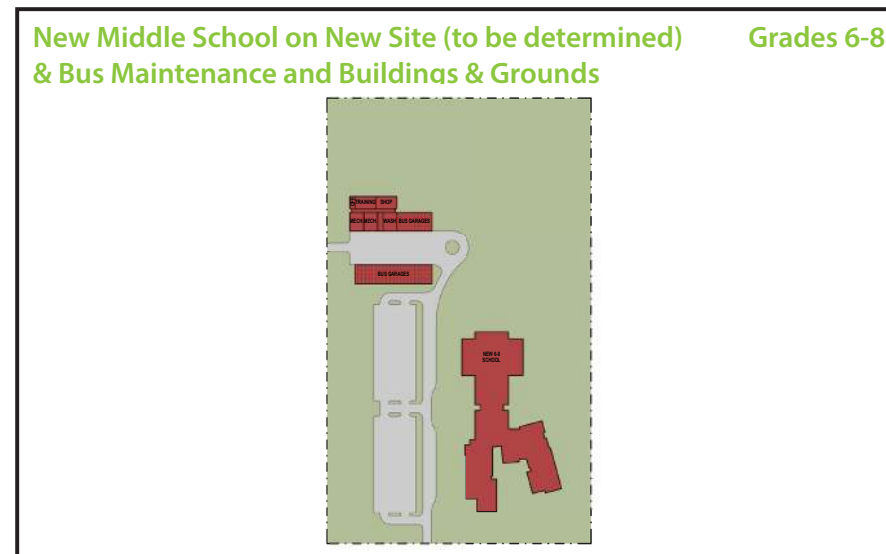 New Middle School on New Site (to be determined) Grades 6-8
& Bus Maintenance and Buildings & Grounds
TRAINING SHOP
MECH MECH WASH BUS GARAGES
BUS GARAGES
NEW 6-8
SCHOOL